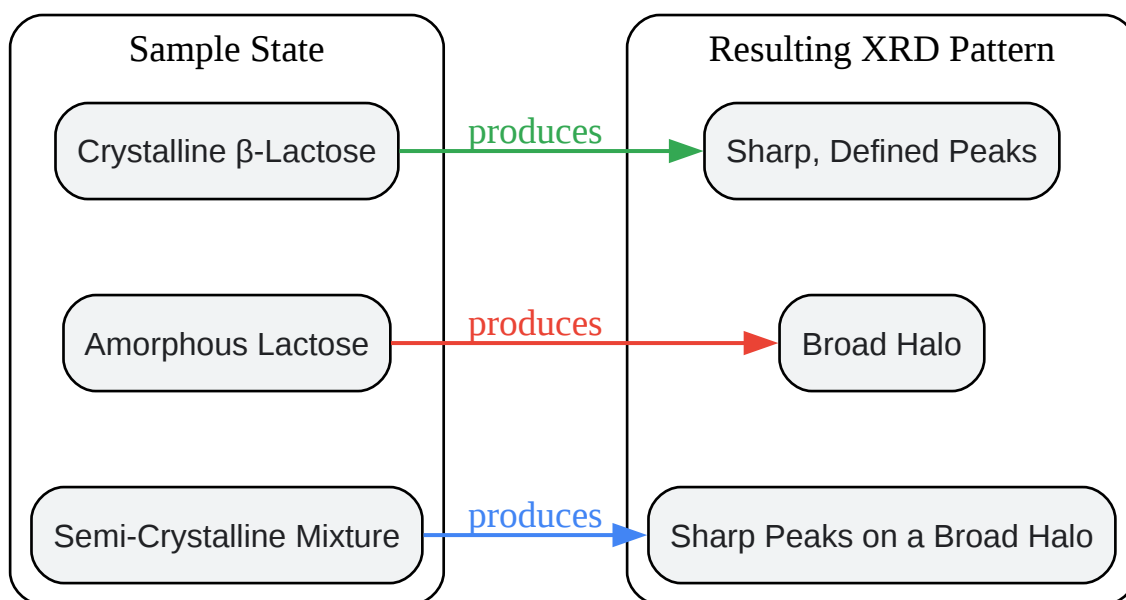 Sample State
Resulting XRD Pattern
Crystalline β-Lactose
produces
Sharp, Defined Peaks
Amorphous Lactose
produces
Broad Halo
Semi-Crystalline Mixture
produces
Sharp Peaks on a Broad Halo